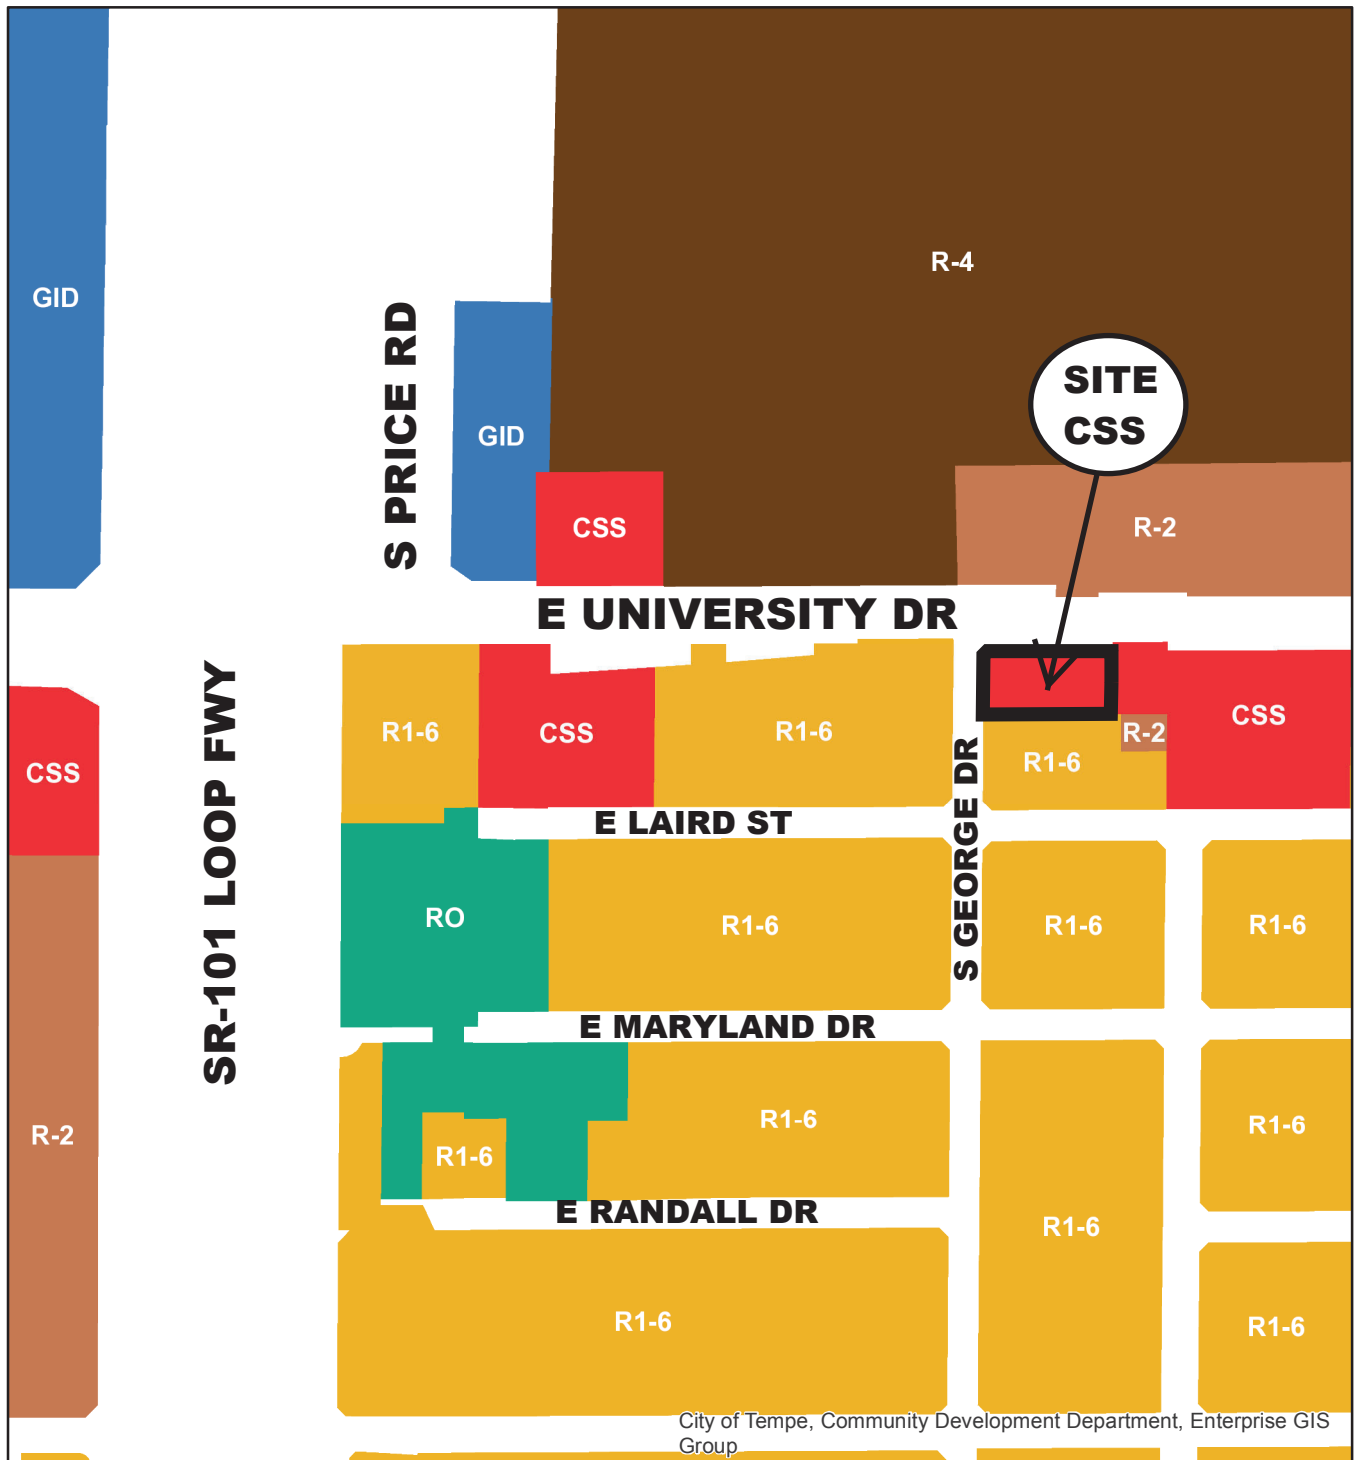 R-4
GID
S PRICE RD
SITE
CSS
GID
CSS
R-2
E UNIVERSITY DR
R1-6
CSS
R1-6
CSS
R-2
R1-6
CSS
SR-101 LOOP FWY
E LAIRD ST
S GEORGE DR
RO
R1-6
R1-6
R1-6
E MARYLAND DR
R-2
R1-6
R1-6
R1-6
E RANDALL DR
R1-6
R1-6
R1-6
City of Tempe, Community Development Department, Enterprise GIS
Group